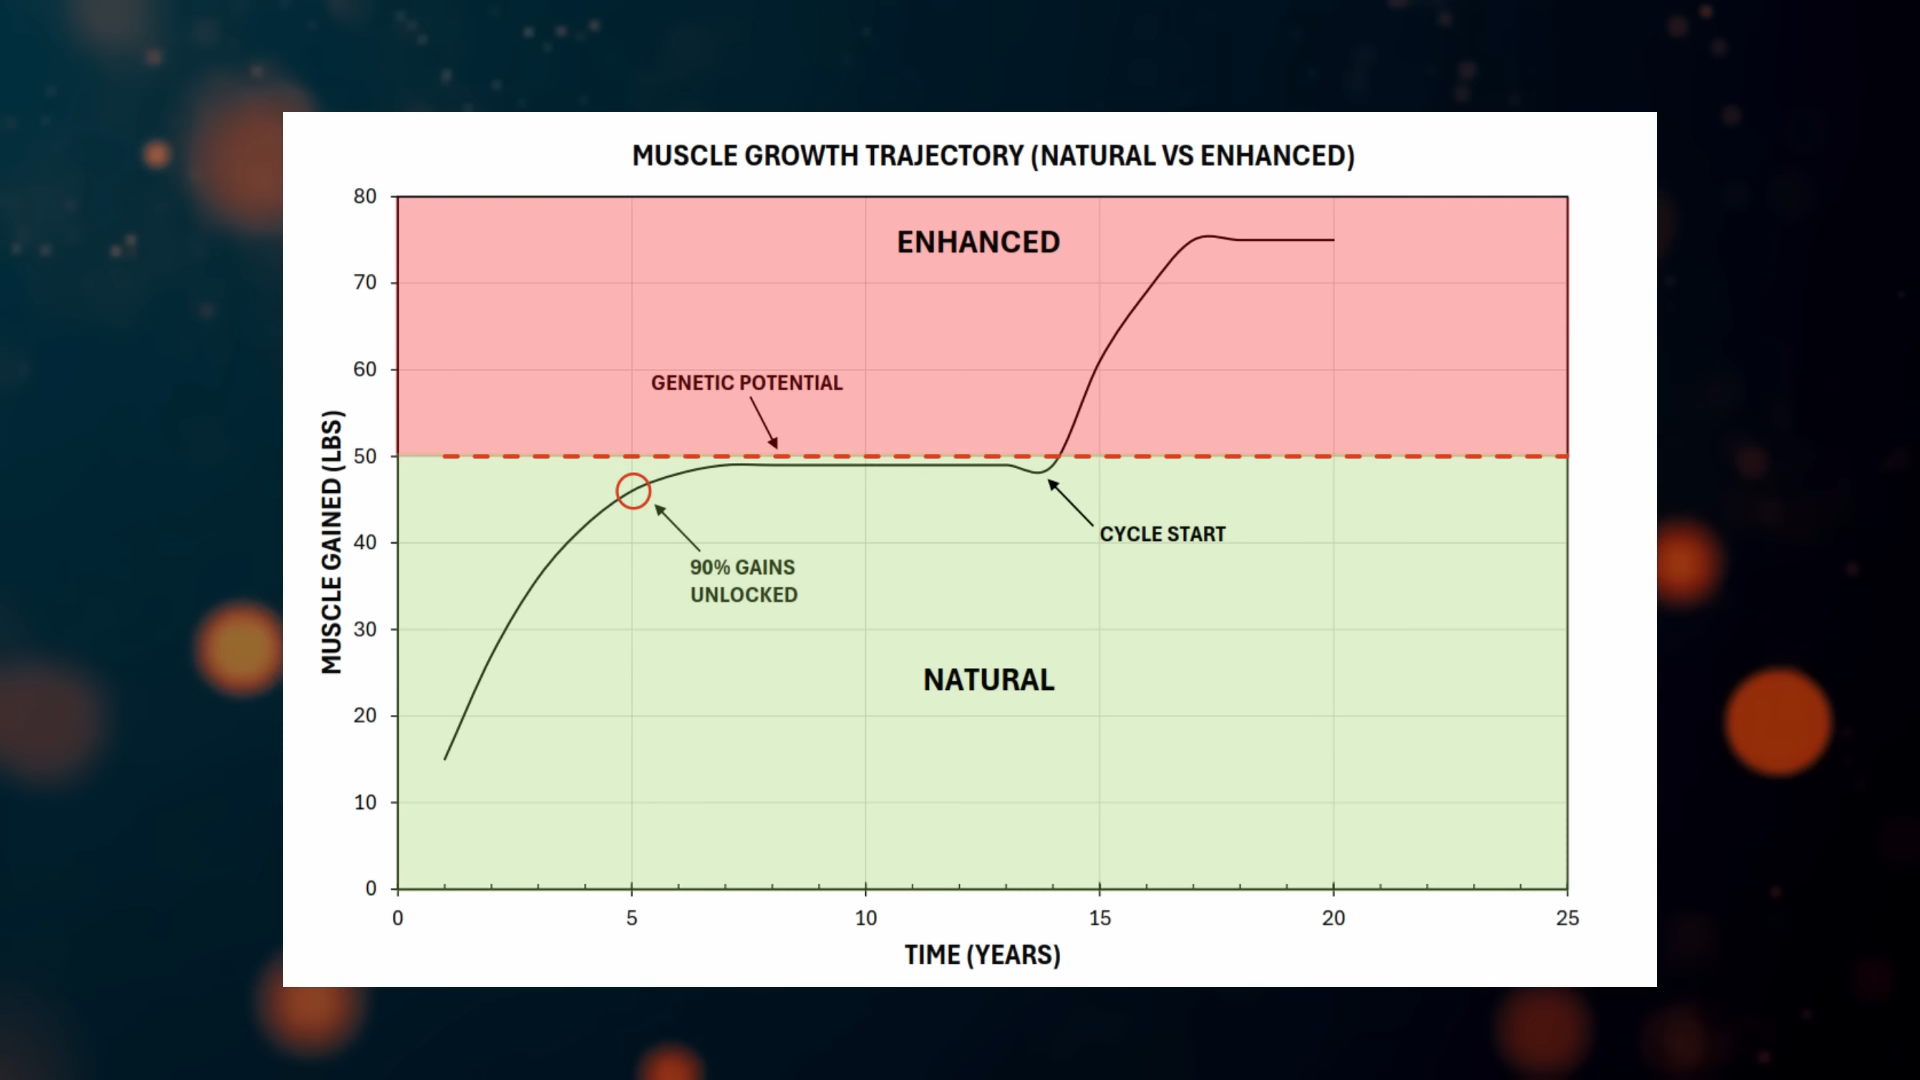 MUSCLE GROWTH TRAJECTORY (NATURAL VS ENHANCED)
80
70
60
50
40
30
20
10
0
MUSCLE GAINED (LBS)
ENHANCED
GENETIC POTENTIAL
CYCLE START
90% GAINS
UNLOCKED
NATURAL
0
5
10
15
20
25
TIME (YEARS)